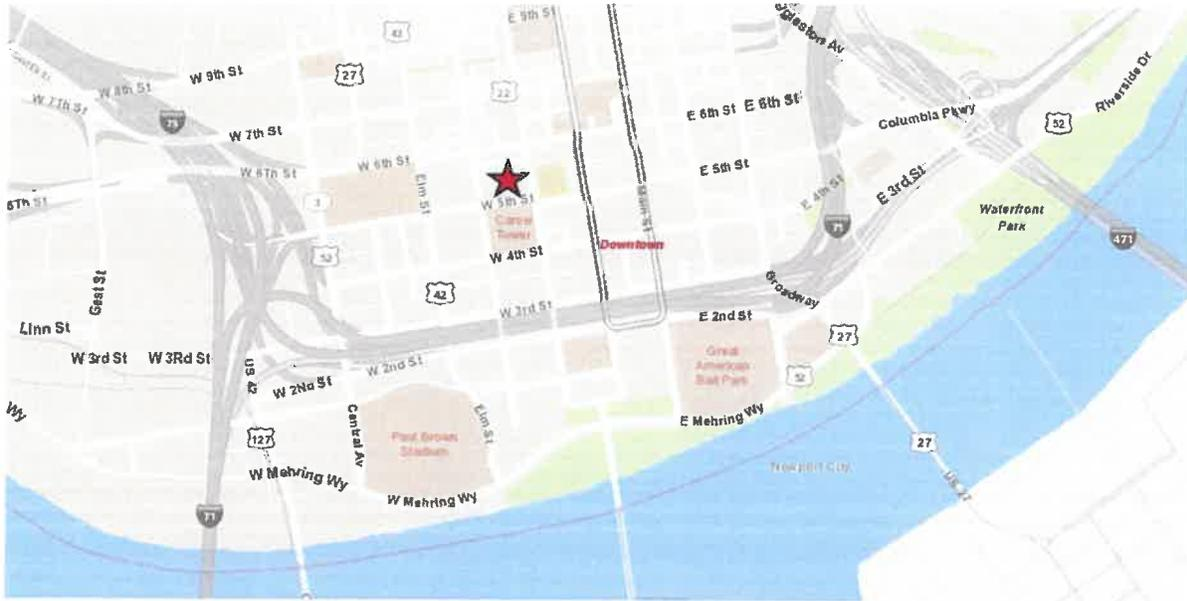 E 9th St
42
W 9th St
27
W 8th St
W 7Th St
22
75
W 7th St
E 6th St
E 6th St
Columbia Pkwy
52
Riverside Dr
W 6th St
W 6Th St
E 5th St
E 3rd St
Elm St
W 5th St
Main St
E 4th St
6Th St
3
Carew
Tower
Waterfront
Park
71
471
Downtown
52
W 4th St
Gest St
42
Broadway
Linn St
W 3rd St
E 2nd St
27
W 3rd St
W 3Rd St
US 42
W 2nd St
W 2Nd St
Great
American
Ball Park
52
Wy
Central Av
Elm St
E Mehring Wy
127
Paul Brown
Stadium
27
W Mehring Wy
Newport City
US 27
W Mehring Wy
71